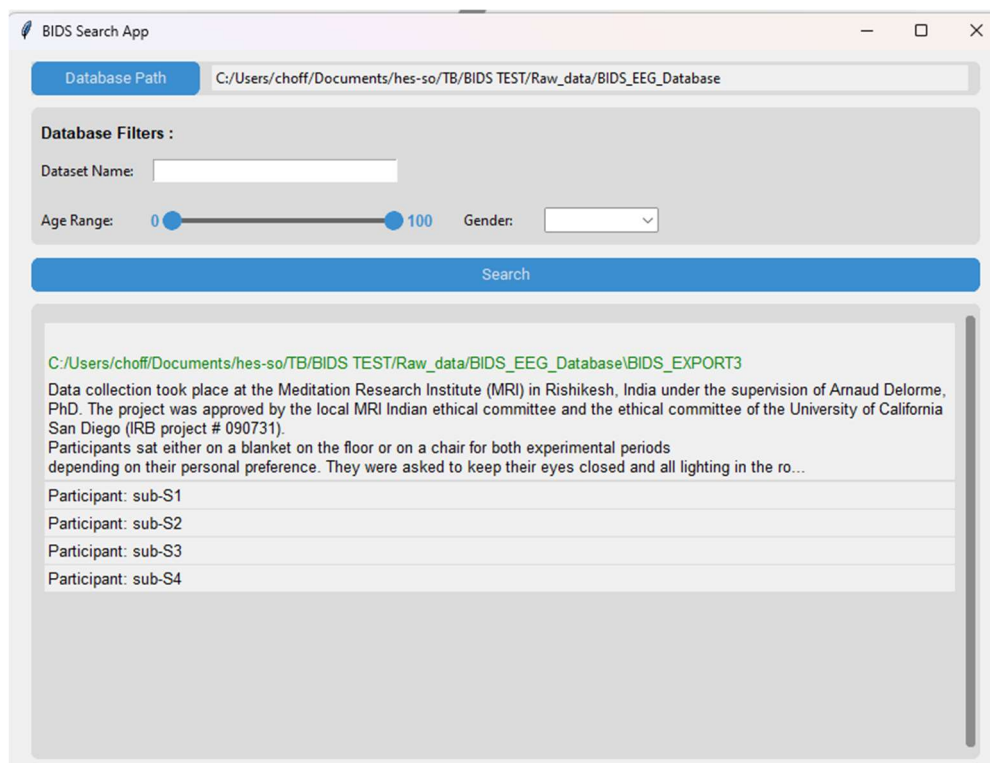 BIDS Search App
Database Path C:/Users/choff/Documents/hes-so/TB/BIDS TEST/Raw_data/BIDS_EEG_Database
Database Filters :
Dataset Name:
Age Range: 0 100 Gender:
Search
C:/Users/choff/Documents/hes-so/TB/BIDS TEST/Raw_data/BIDS_EEG_Database\BIDS_EXPORT3
Data collection took place at the Meditation Research Institute (MRI) in Rishikesh, India under the supervision of Arnaud Delorme,
PhD. The project was approved by the local MRI Indian ethical committee and the ethical committee of the University of California
San Diego (IRB project # 090731).
Participants sat either on a blanket on the floor or on a chair for both experimental periods
depending on their personal preference. They were asked to keep their eyes closed and all lighting in the ro...
Participant: sub-S1
Participant: sub-S2
Participant: sub-S3
Participant: sub-S4